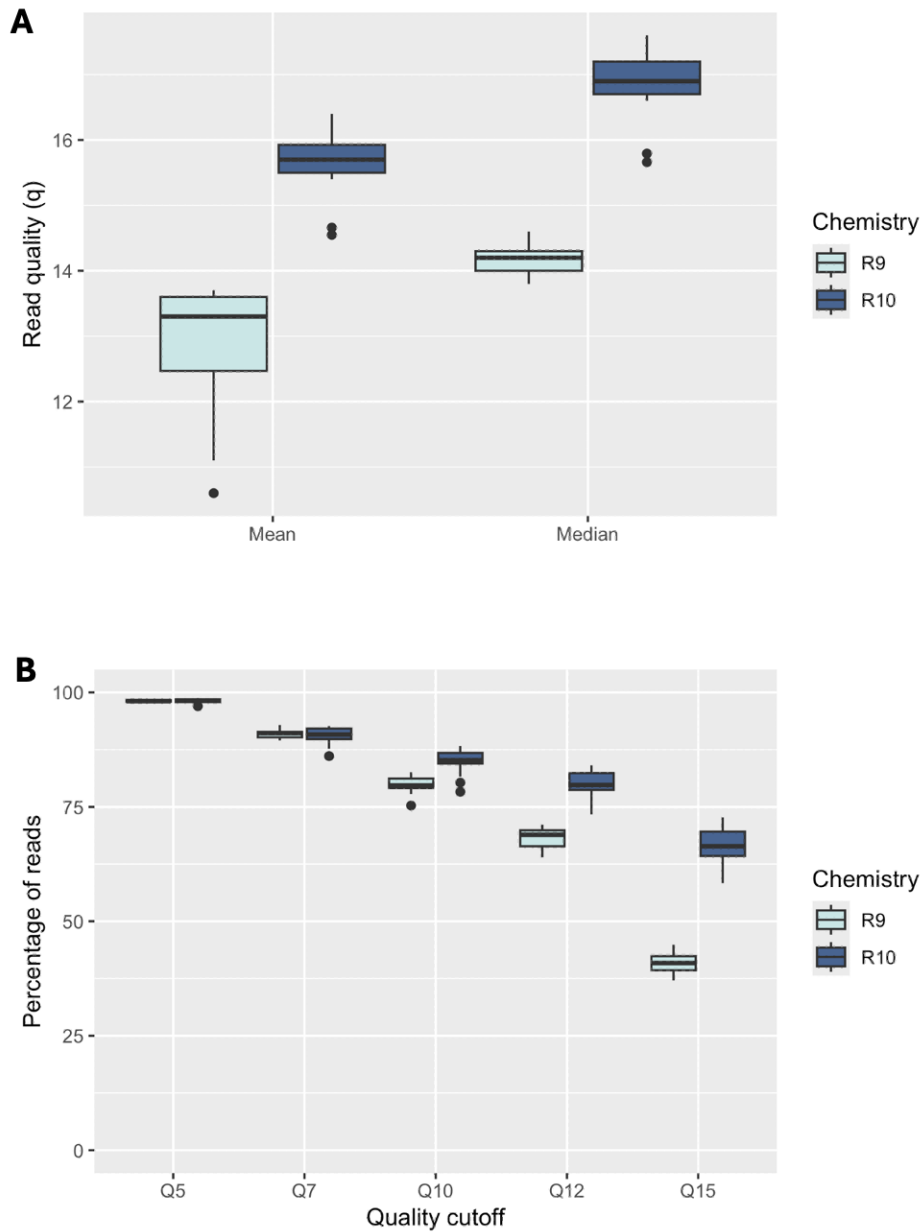 A
Read quality (q)
16
14
12
Mean Median
Chemistry
R9
R10
B
Percentage of reads
100
75
50
25
0
Q5 Q7 Q10 Q12 Q15
Quality cutoff
Chemistry
R9
R10